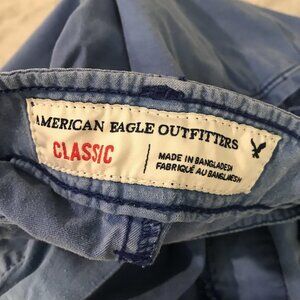 AMERICAN EAGLE OUTFITTERS
CLASSIC
MADE IN BANGLADESH
FABRIQUÉ AU BANGLADESH